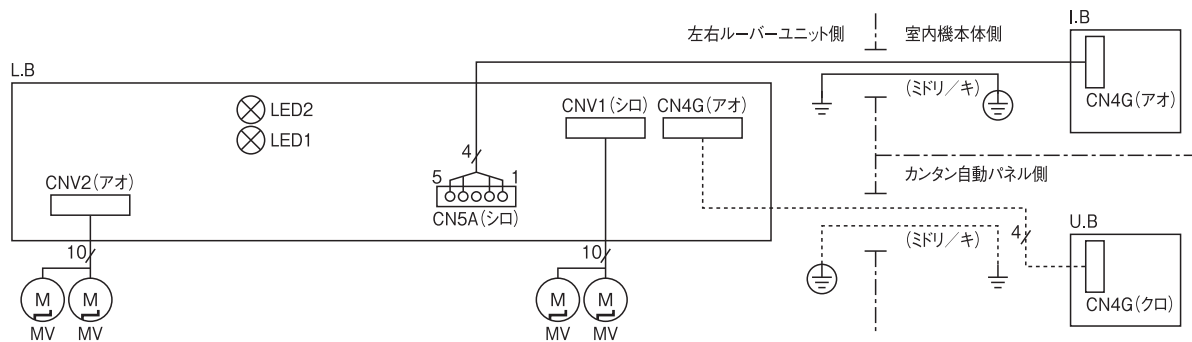 I.B
左右ルーバーユニット側
室内機本体側
L.B
(ミドリ/キ)
LED2
CNV1(シロ)
CN4G(アオ)
CN4G(アオ)
LED1
4
カンタン自動パネル側
CNV2(アオ)
5
1
CN5A(シロ)
U.B
(ミドリ/キ)
4
10
10
M
M
M
M
CN4G(クロ)
MV
MV
MV
MV